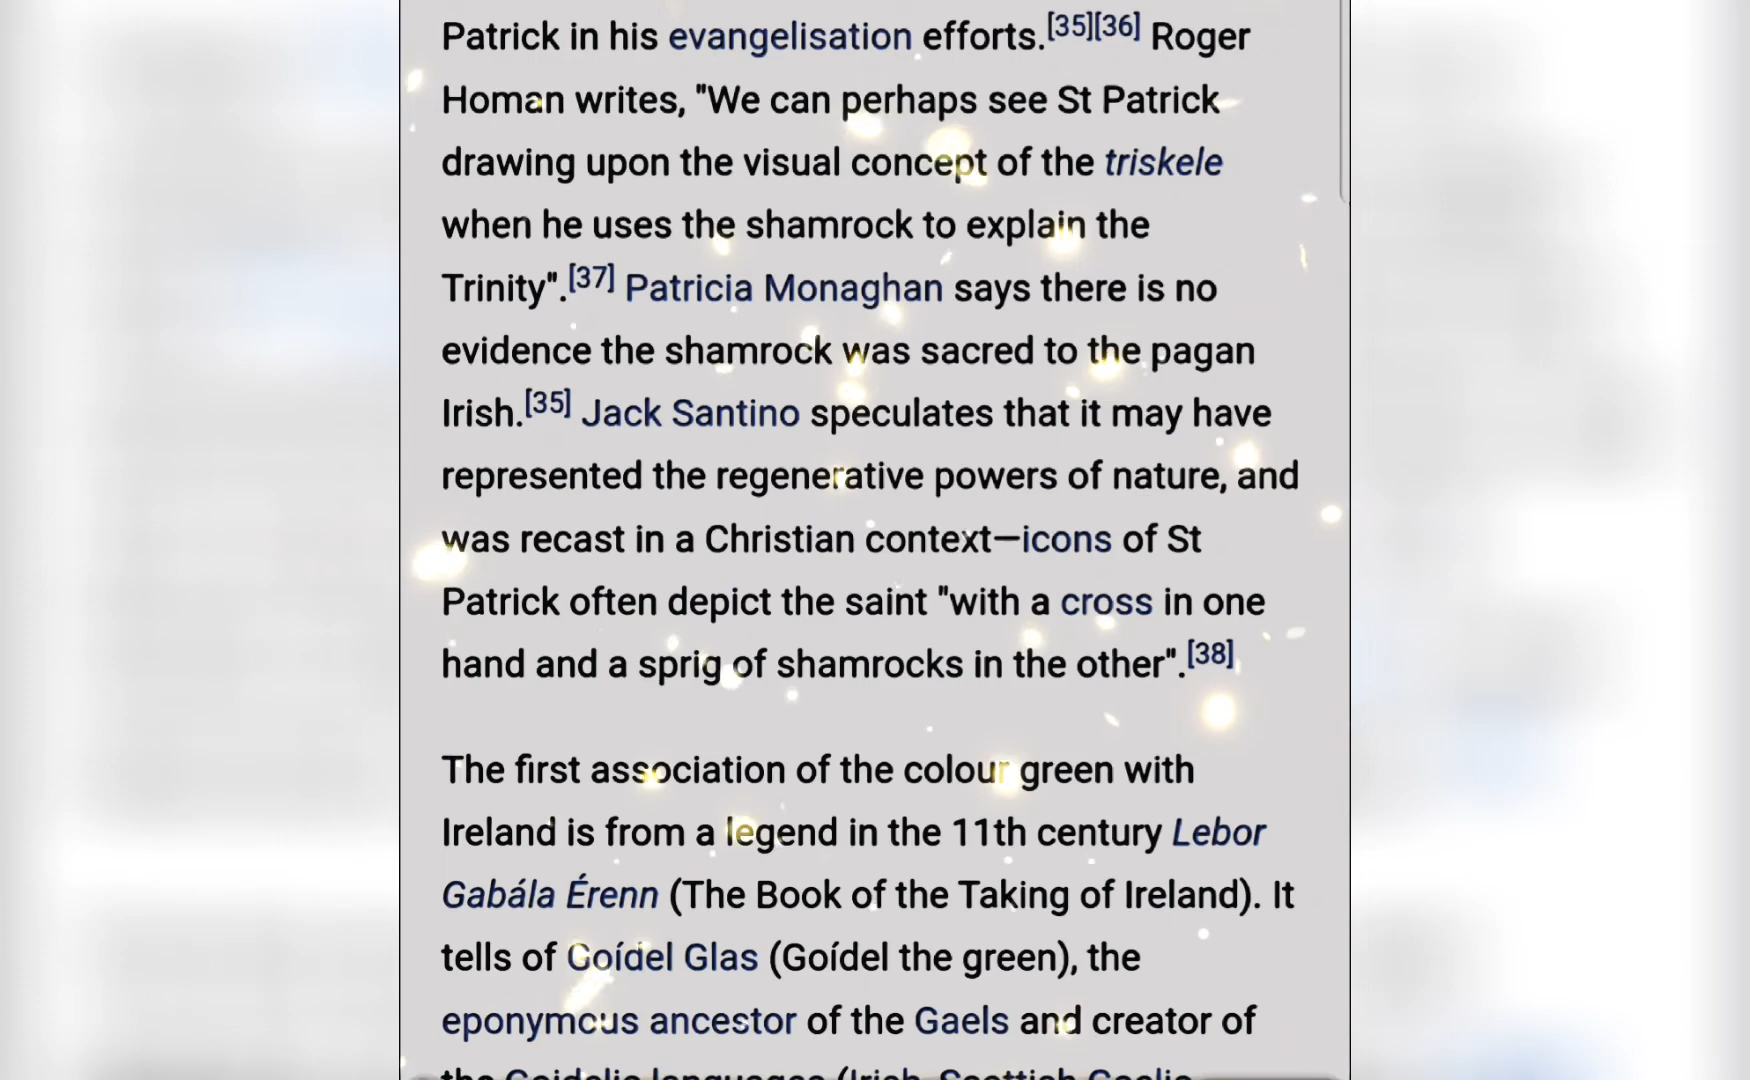 Patrick in his evangelisation efforts.[35][36] Roger
Homan writes, "We can perhaps see St Patrick
drawing upon the visual concept of the triskele
when he uses the shamrock to explain the
Trinity".[37] Patricia Monaghan says there is no
evidence the shamrock was sacred to the pagan
Irish.[35] Jack Santino speculates that it may have
represented the regenerative powers of nature, and
was recast in a Christian context—icons of St
Patrick often depict the saint "with a cross in one
hand and a sprig of shamrocks in the other".[38]
The first association of the colour green with
Ireland is from a legend in the 11th century Lebor
Gabála Érenn (The Book of the Taking of Ireland). It
tells of Goídel Glas (Goídel the green), the
eponymous ancestor of the Gaels and creator of
the Goidelic languages (Irish, Scottish Gaelic,